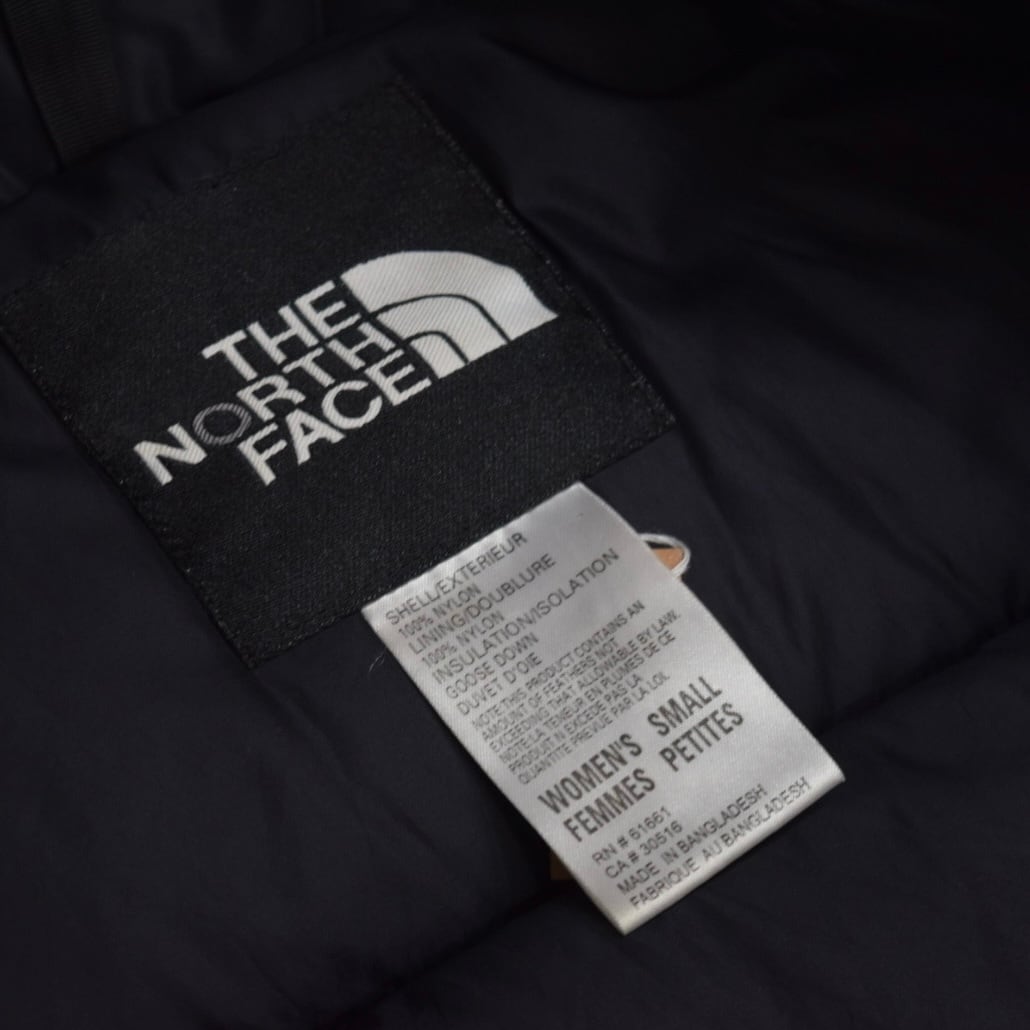 THE
NORTH
FACE
SHELL/EXTERIEUR
100% NYLON
LINING/DOUBLURE
100% NYLON
INSULATION/ISOLATION
GOOSE DOWN
DUVET D'OIE
NOTE:THIS PRODUCT CONTAINS AN
AMOUNT OF FEATHERS NOT
EXCEEDING THAT ALLOWABLE BY LAW.
NOTE:LA TENEUR EN PLUMES DE CE
PRODUIT N EXCEDE PAS LA
QUANTITE PREVUE PAR LA LOI.
WOMEN'S SMALL
FEMMES PETITES
RN # 61661
CA # 30516
MADE IN BANGLADESH
FABRIQUE AU BANGLADESH